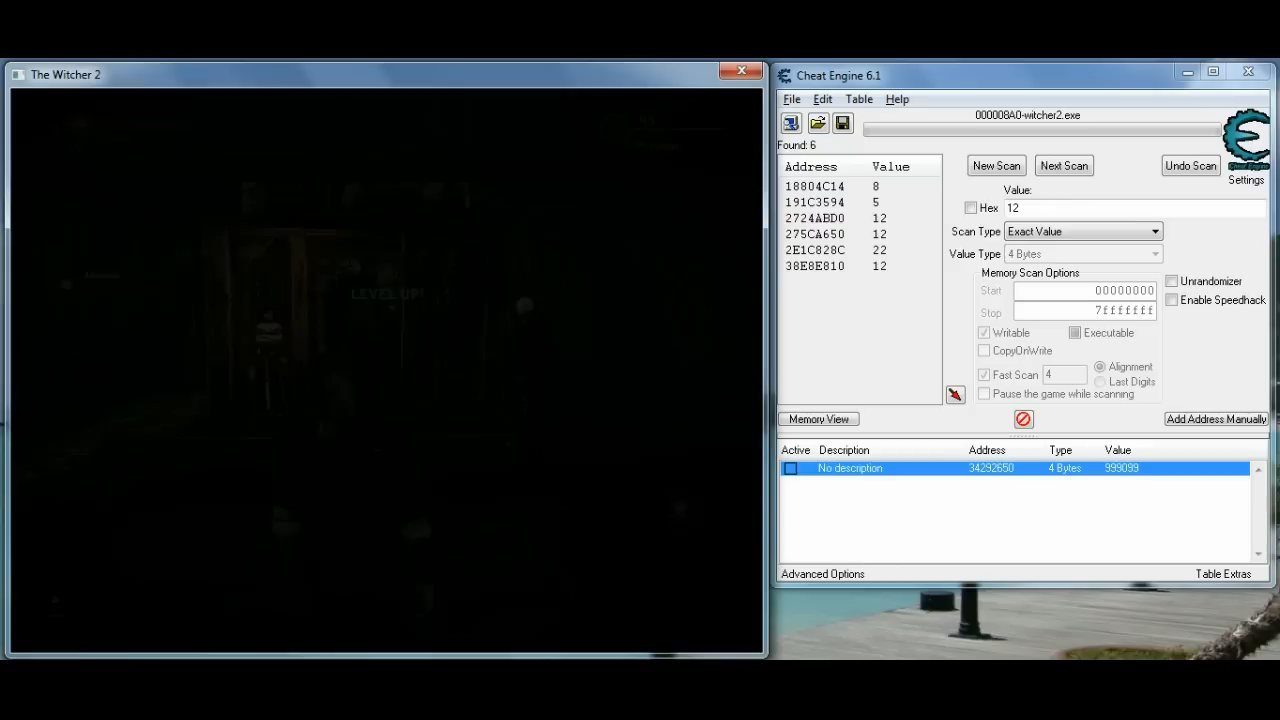 The Witcher 2
LEVEL UP!
Cheat Engine 6.1
File Edit Table Help
000008A0-witcher2.exe
Found: 6
Address Value
18804C14 8
191C3594 5
2724ABD0 12
275CA650 12
2E1C828C 22
38E8E810 12
New Scan Next Scan Undo Scan
Cheat Engine
Settings
Value:
Hex 12
Scan Type Exact Value
Value Type 4 Bytes
Memory Scan Options
Start 00000000
Stop 7fffffff
Writable Executable
CopyOnWrite
Fast Scan 4 Alignment
Last Digits
Pause the game while scanning
Unrandomizer
Enable Speedhack
Memory View Add Address Manually
Active Description Address Type Value
No description 34292650 4 Bytes 999099
Advanced Options Table Extras